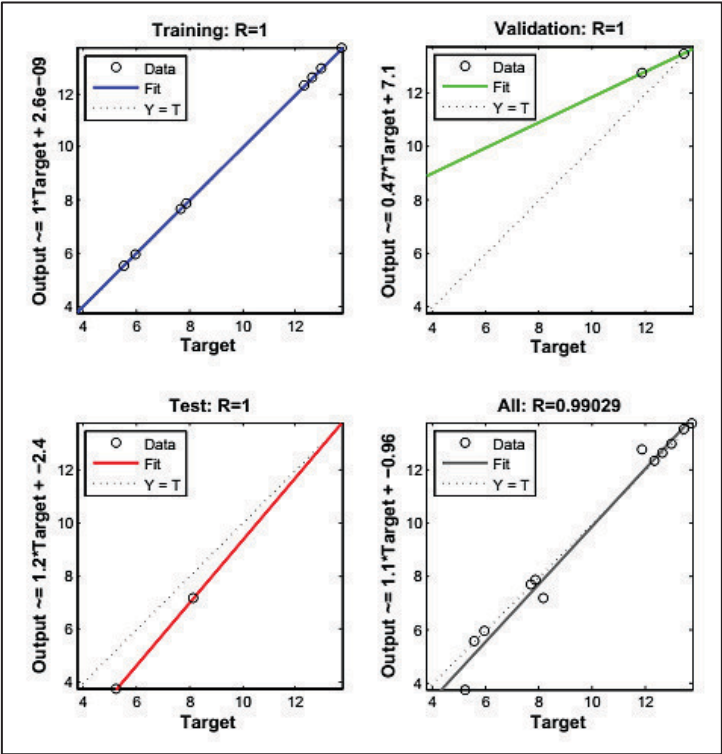 Training: R=1
Output ~= 1*Target + 2.6e-09
Data
Fit
Y = T
12
10
8
6
4
4 6 8 10 12
Target
Validation: R=1
Output ~= 0.47*Target + 7.1
Data
Fit
Y = T
12
10
8
6
4
4 6 8 10 12
Target
Test: R=1
Output ~= 1.2*Target + −2.4
Data
Fit
Y = T
12
10
8
6
4
4 6 8 10 12
Target
All: R=0.99029
Output ~= 1.1*Target + −0.96
Data
Fit
Y = T
12
10
8
6
4
4 6 8 10 12
Target